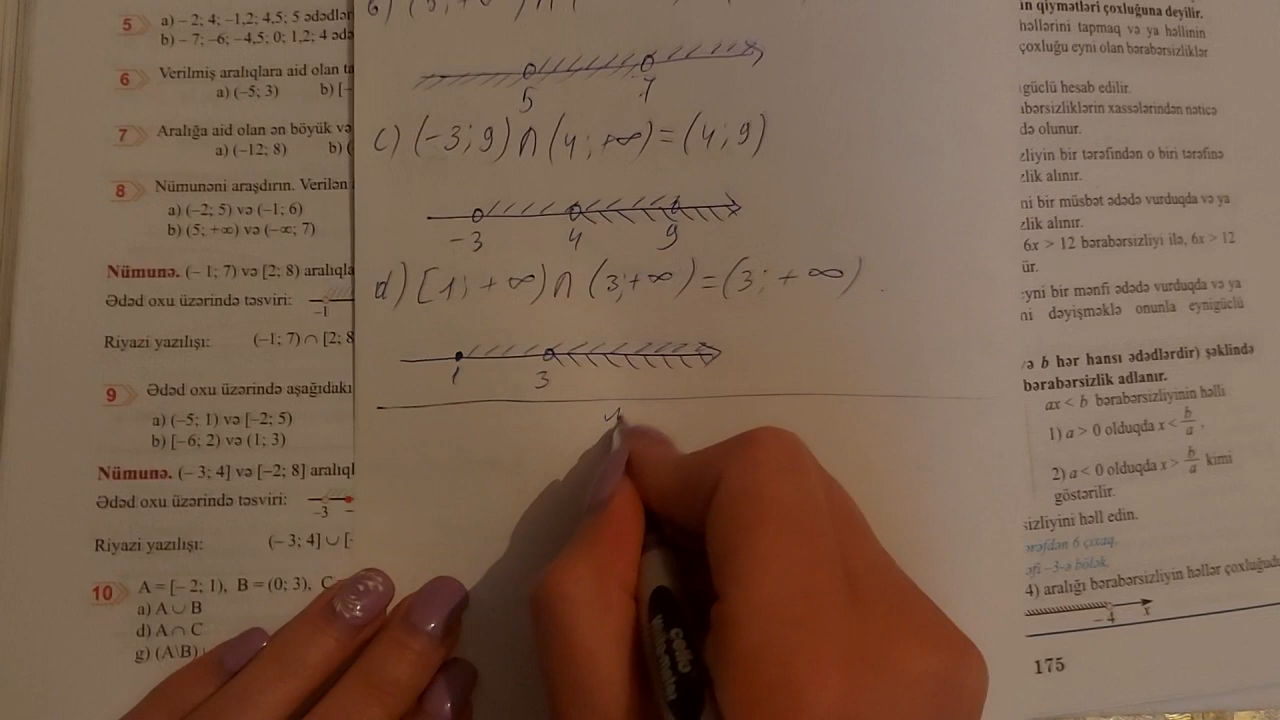 5 a) – 2; 4; –1,2; 4,5; 5
b) – 7; –6; –4,5; 0; 1,2; 4
6 Verilmiş aralıqlara aid olan
a) (–5; 3) b) [–
7 Aralığa aid olan ən böyük və
a) (–12; 8) b) (
8 Nümunəni araşdırın. Verilən
a) (–2; 5) və (–1; 6)
b) (5; +∞) və (–∞; 7)
Nümunə. (– 1; 7) və [2; 8)
Ədəd oxu üzərində təsviri:
–1
Riyazi yazılışı: (–1; 7) ∩ [2; 8
9 Ədəd oxu üzərində aşağıdakı
a) (–5; 1) və [–2; 5)
b) [–6; 2) və (1; 3)
Nümunə. (– 3; 4] və [–2; 8]
Ədəd oxu üzərində təsviri:
–3
Riyazi yazılışı: (– 3; 4] ∪ [-
10 A = [– 2; 1), B = (0; 3),
a) A ∪ B
d) A ∩ C
g) (A\B)
5 7
c) (-3; 9) ∩ (4; +∞) = (4; 9)
-3 4 9
d) [1; +∞) ∩ (3; +∞) = (3; +∞)
1 3
in qiymətləri çoxluğuna deyilir.
həllərini tapmaq və ya həllinin
çoxluğu eyni olan bərabərsizliklər
güclü hesab edilir.
abərsizliklərin xassələrindən nəticə
də olunur.
zliyin bir tərəfindən o biri tərəfinə
zlik alınır.
ni bir müsbət ədədə vurduqda və ya
zlik alınır.
6x > 12 bərabərsizliyi ilə, 6x > 12
ür.
eyni bir mənfi ədədə vurduqda və ya
ni dəyişməklə onunla eynigüclü
və b hər hansı ədədlərdir) şəklində
bərabərsizlik adlanır.
ax < b bərabərsizliyinin həlli
1) a > 0 olduqda x < b/a ,
2) a < 0 olduqda x > b/a kimi
göstərilir.
sizliyini həll edin.
ərəfdən 6 çıxaq,
əfi –3-ə bölək,
4) aralığı bərabərsizliyin həllər
–4 x
175
cello